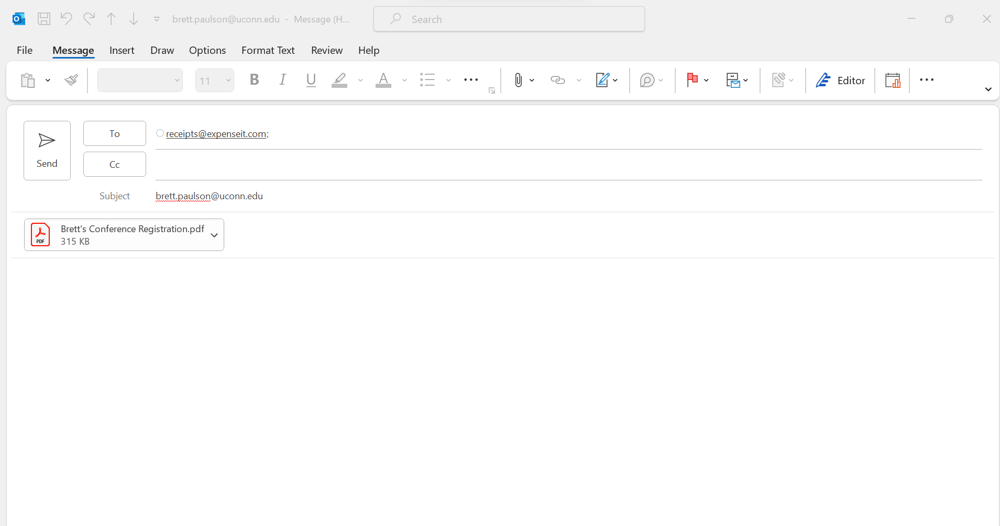 brett.paulson@uconn.edu - Message (H...
Search
File Message Insert Draw Options Format Text Review Help
11 B I U A Editor
Send
To
receipts@expenseit.com;
Cc
Subject
brett.paulson@uconn.edu
Brett's Conference Registration.pdf
PDF
315 KB